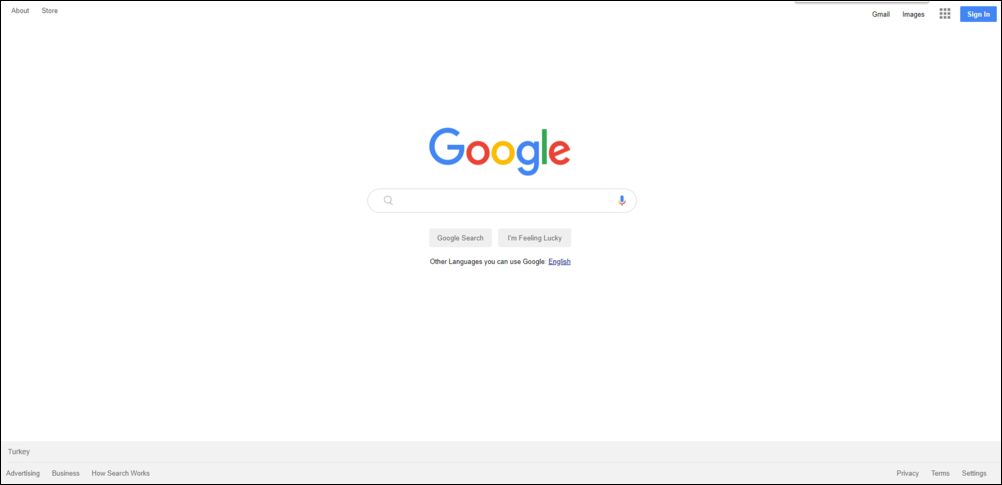 About Store
Gmail Images Sign In
Google
Google Search I'm Feeling Lucky
Other Languages you can use Google: English
Turkey
Advertising Business How Search Works Privacy Terms Settings